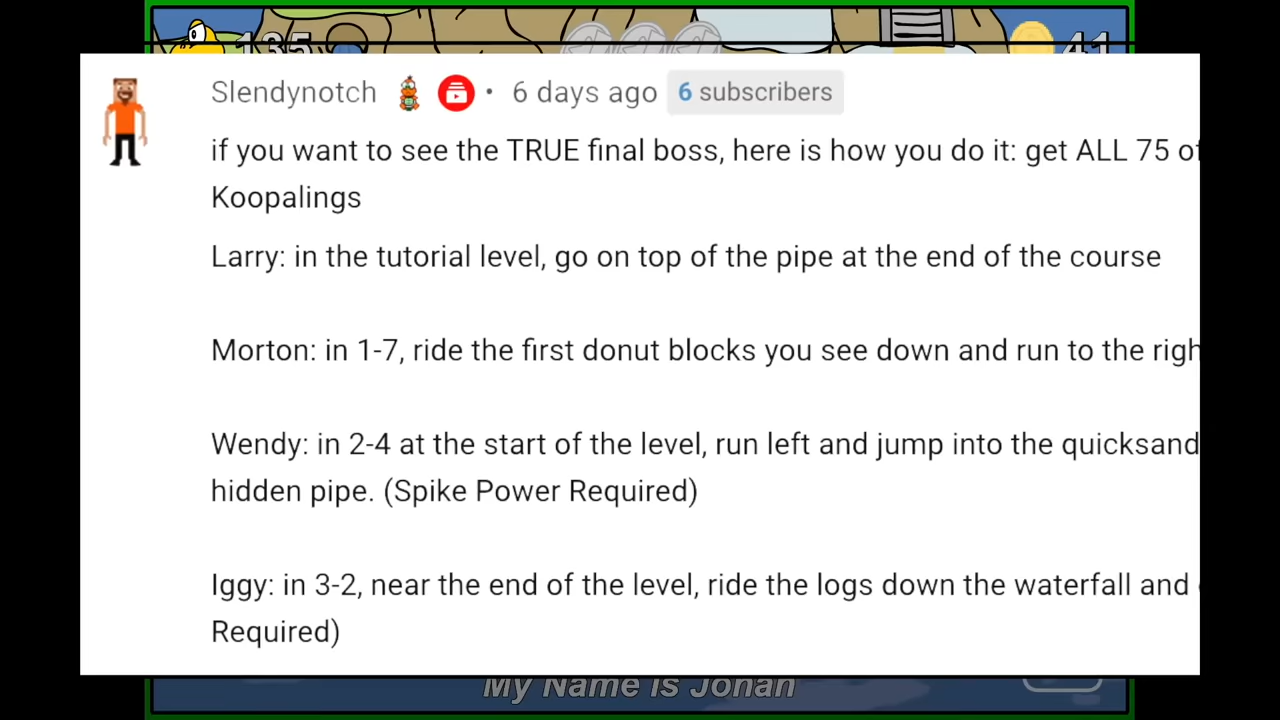 135 41
Slendynotch • 6 days ago 6 subscribers
if you want to see the TRUE final boss, here is how you do it: get ALL 75 of
Koopalings
Larry: in the tutorial level, go on top of the pipe at the end of the course
Morton: in 1-7, ride the first donut blocks you see down and run to the righ
Wendy: in 2-4 at the start of the level, run left and jump into the quicksand
hidden pipe. (Spike Power Required)
Iggy: in 3-2, near the end of the level, ride the logs down the waterfall and
Required)
My Name Is Jonah